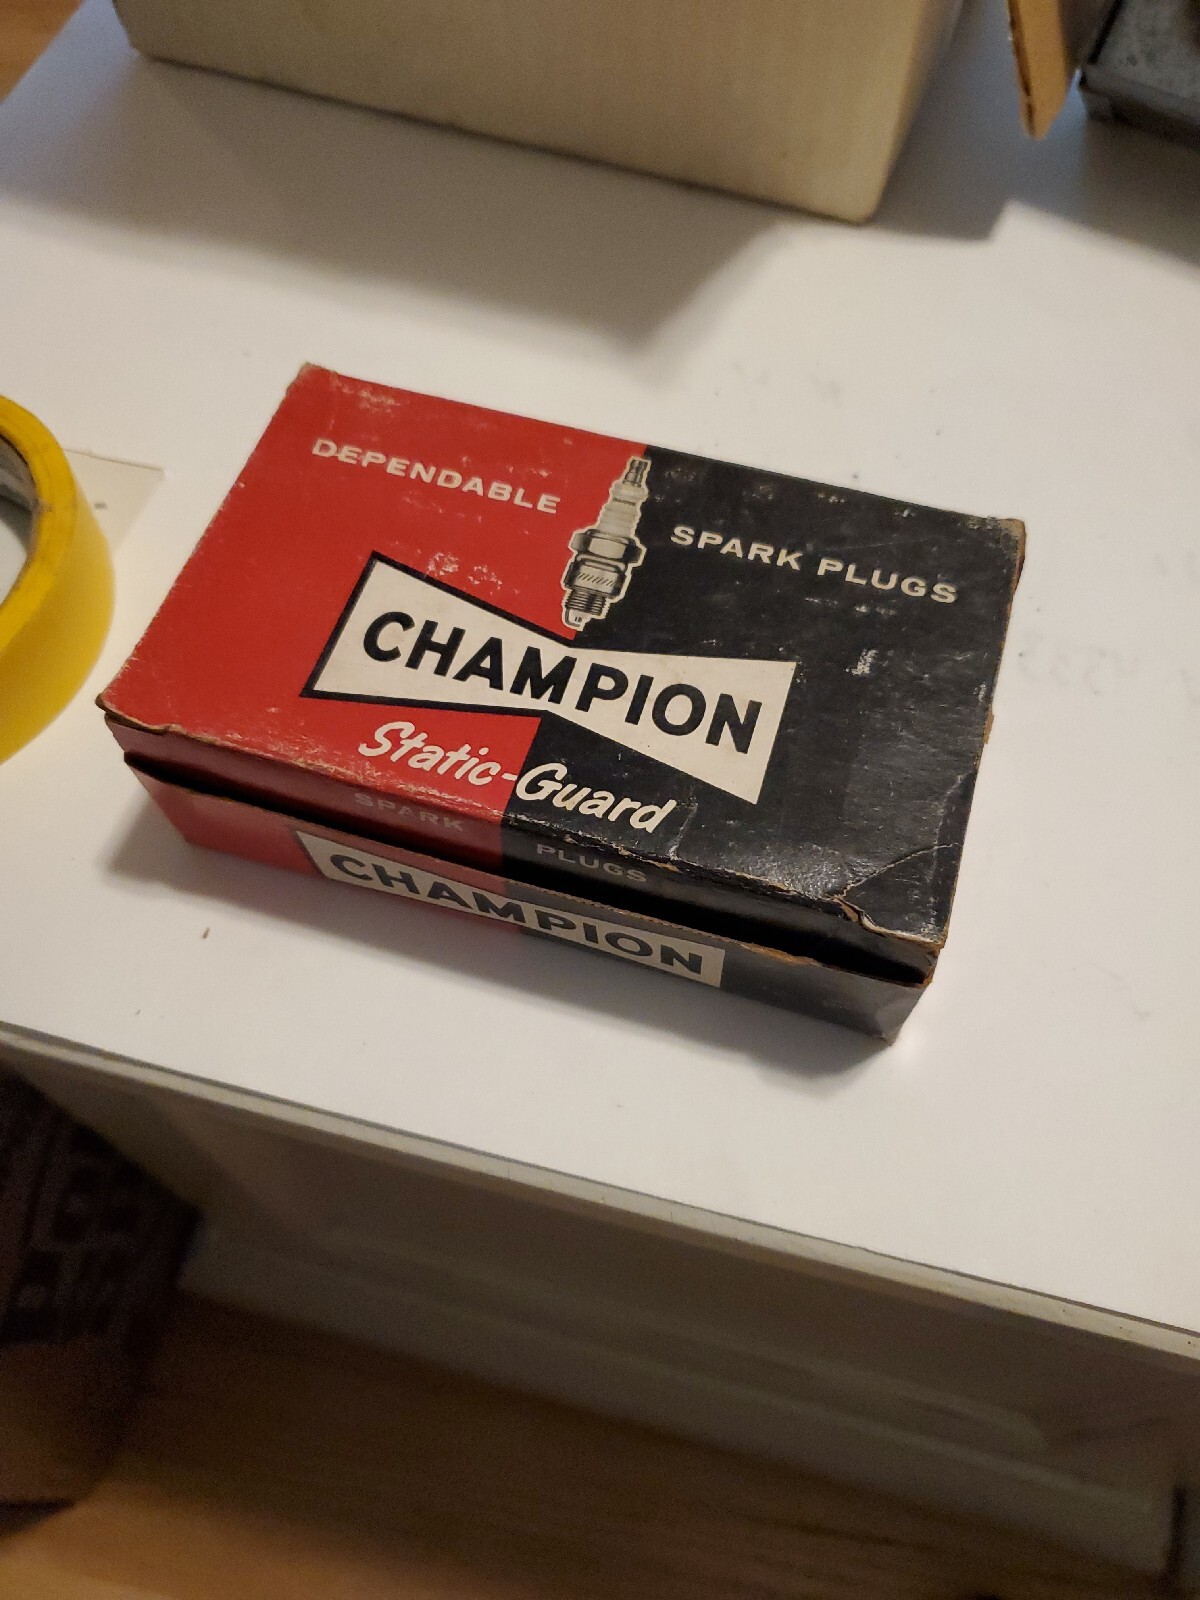 DEPENDABLE
SPARK PLUGS
CHAMPION
Static-Guard
SPARK PLUGS
CHAMPION